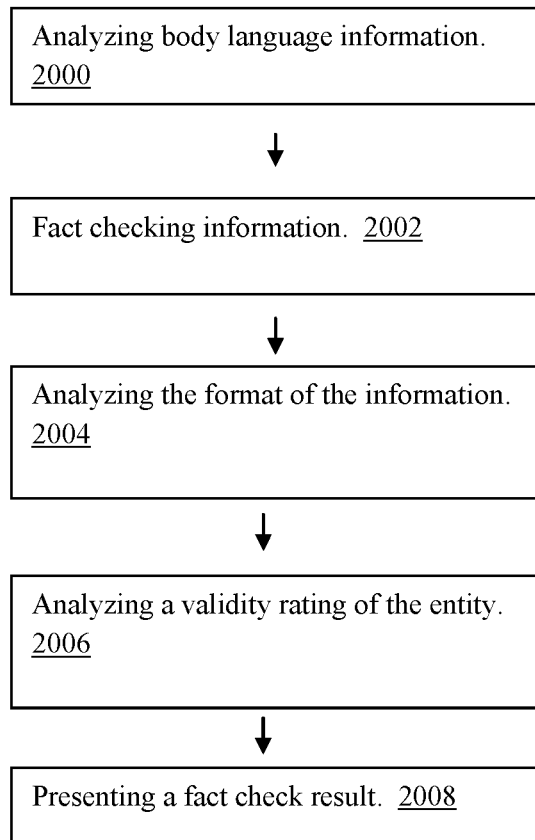 Analyzing body language information.
2000
Fact checking information. 2002
Analyzing the format of the information.
2004
Analyzing a validity rating of the entity.
2006
Presenting a fact check result. 2008